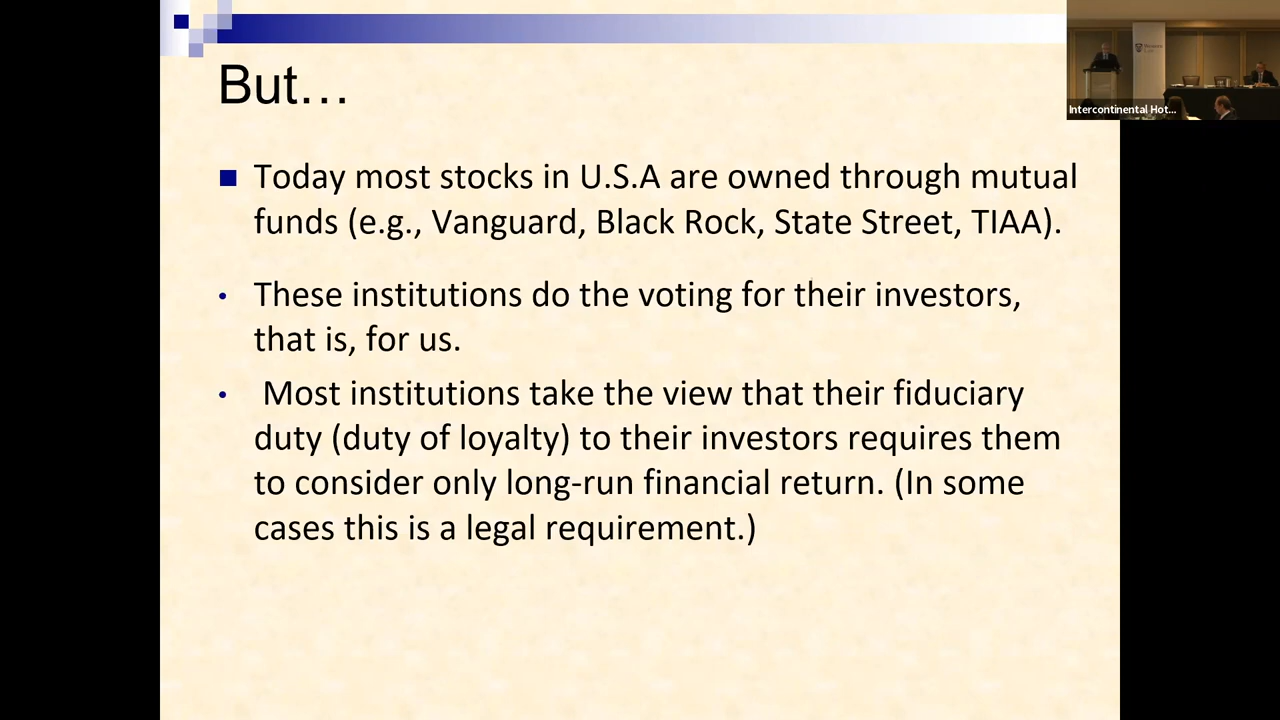 But…
Today most stocks in U.S.A are owned through mutual
funds (e.g., Vanguard, Black Rock, State Street, TIAA).
These institutions do the voting for their investors,
that is, for us.
Most institutions take the view that their fiduciary
duty (duty of loyalty) to their investors requires them
to consider only long-run financial return. (In some
cases this is a legal requirement.)
Intercontinental Hot...